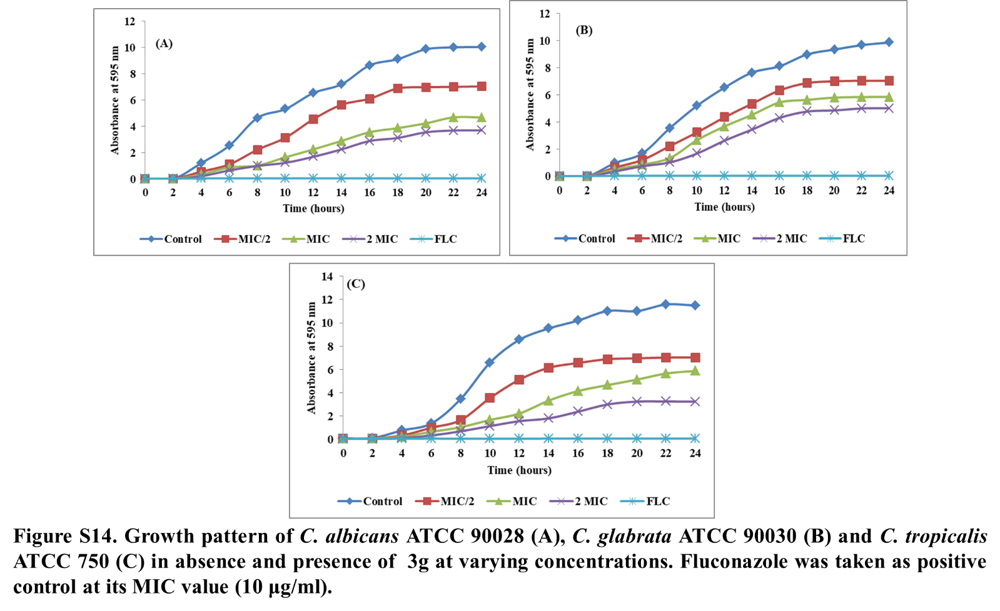 (A)
Absorbance at 595 nm
12
10
8
6
4
2
0
0 2 4 6 8 10 12 14 16 18 20 22 24
Time (hours)
Control MIC/2 MIC 2 MIC FLC
(B)
Absorbance at 595 nm
12
10
8
6
4
2
0
0 2 4 6 8 10 12 14 16 18 20 22 24
Time (hours)
Control MIC/2 MIC 2 MIC FLC
(C)
Absorbance at 595 nm
14
12
10
8
6
4
2
0
0 2 4 6 8 10 12 14 16 18 20 22 24
Time (hours)
Control MIC/2 MIC 2 MIC FLC
Figure S14. Growth pattern of C. albicans ATCC 90028 (A), C. glabrata ATCC 90030 (B) and C. tropicalis
ATCC 750 (C) in absence and presence of 3g at varying concentrations. Fluconazole was taken as positive
control at its MIC value (10 μg/ml).